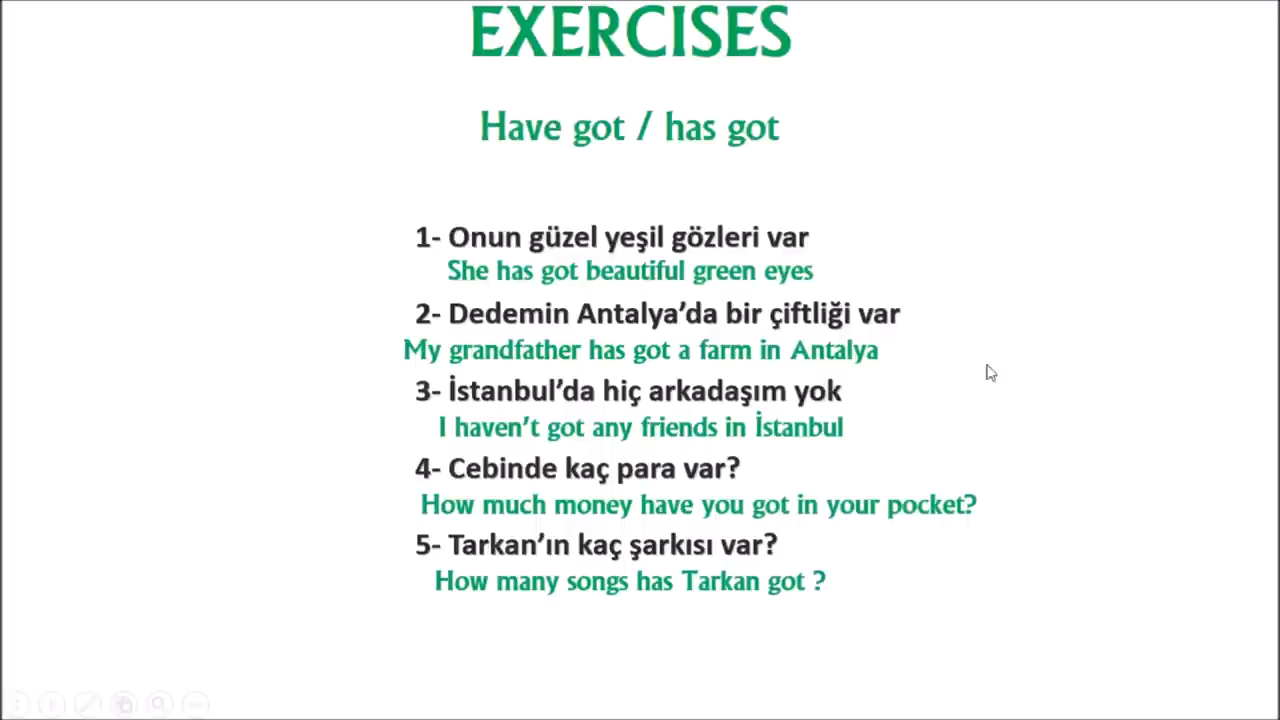 EXERCISES
Have got / has got
1- Onun güzel yeşil gözleri var
She has got beautiful green eyes
2- Dedemin Antalya’da bir çiftliği var
My grandfather has got a farm in Antalya
3- İstanbul’da hiç arkadaşım yok
I haven’t got any friends in İstanbul
4- Cebinde kaç para var?
How much money have you got in your pocket?
5- Tarkan’ın kaç şarkısı var?
How many songs has Tarkan got ?